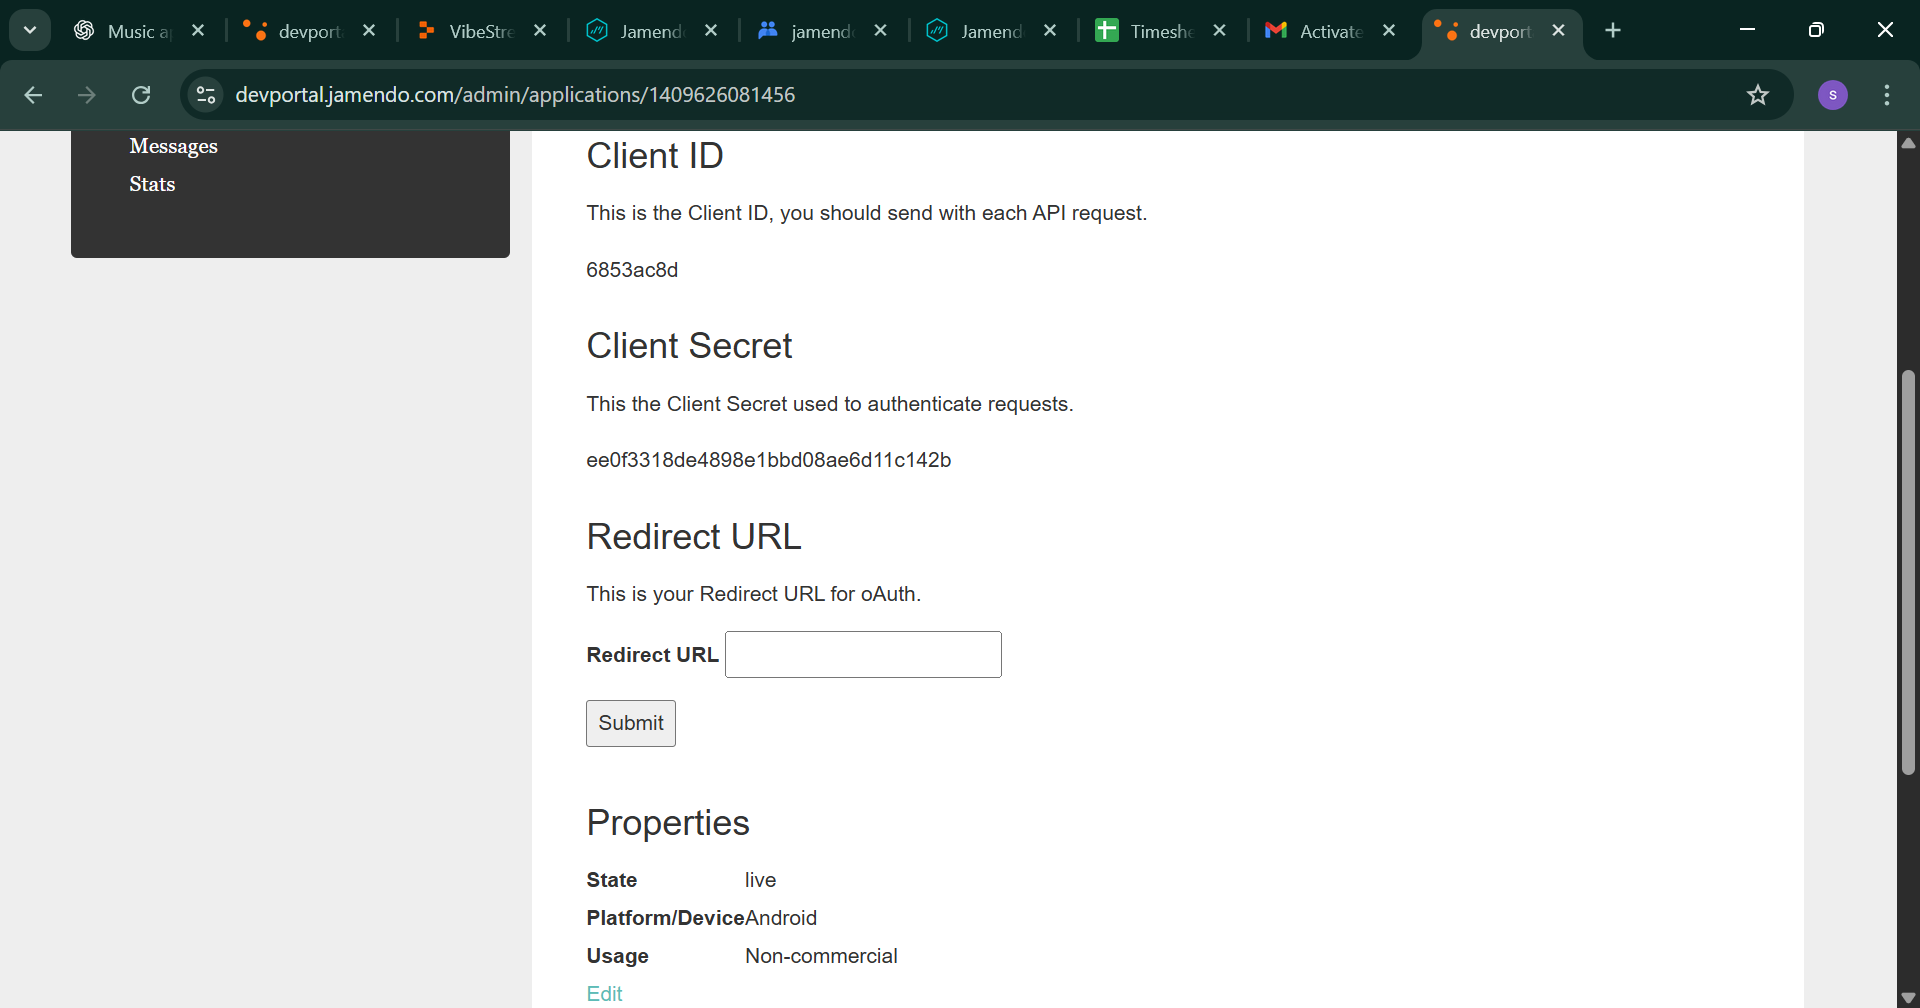 Music a
devport
VibeStre
Jamend
jamend
Jamend
Timeshe
Activate
devport
devportal.jamendo.com/admin/applications/1409626081456
s
Messages
Stats
Client ID
This is the Client ID, you should send with each API request.
6853ac8d
Client Secret
This the Client Secret used to authenticate requests.
ee0f3318de4898e1bbd08ae6d11c142b
Redirect URL
This is your Redirect URL for oAuth.
Redirect URL
Submit
Properties
State live
Platform/Device Android
Usage Non-commercial
Edit